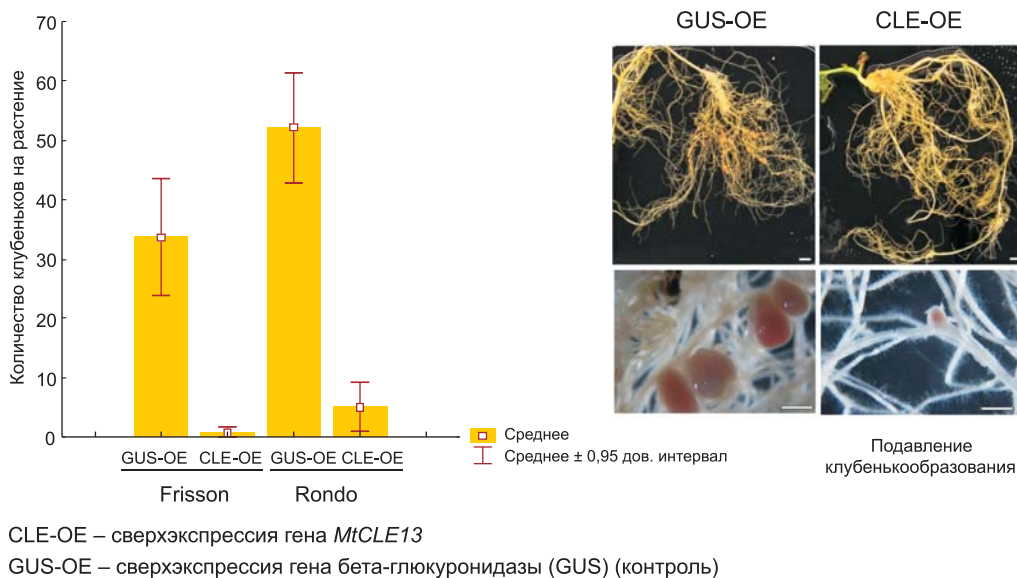 Количество клубеньков на растение
70
60
50
40
30
20
10
0
GUS-OE CLE-OE GUS-OE CLE-OE
Frisson Rondo
Среднее
Среднее ± 0,95 дов. интервал
GUS-OE CLE-OE
Подавление
клубенькообразования
CLE-OE – сверхэкспрессия гена MtCLE13
GUS-OE – сверхэкспрессия гена бета-глюкуронидазы (GUS) (контроль)